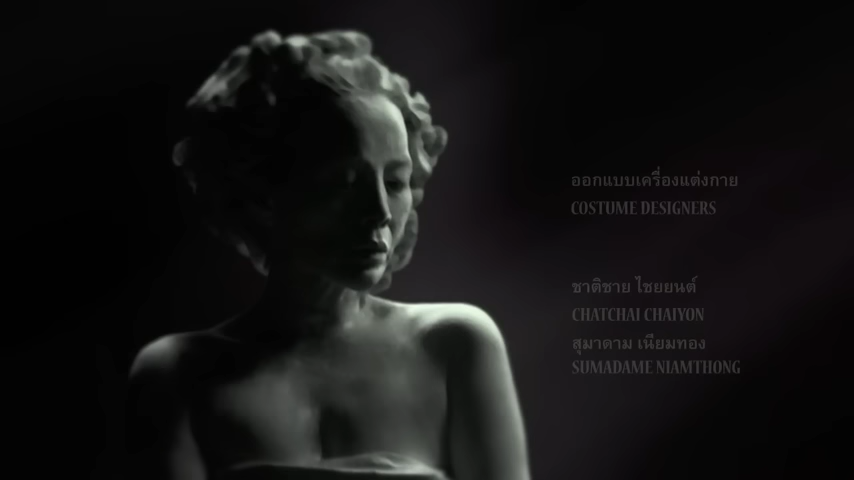 ออกแบบเครื่องแต่งกาย
COSTUME DESIGNERS
ชาติชาย ไชยยนต์
CHATCHAI CHAIYON
สุมาดาม เนียมทอง
SUMADAME NIAMTHONG